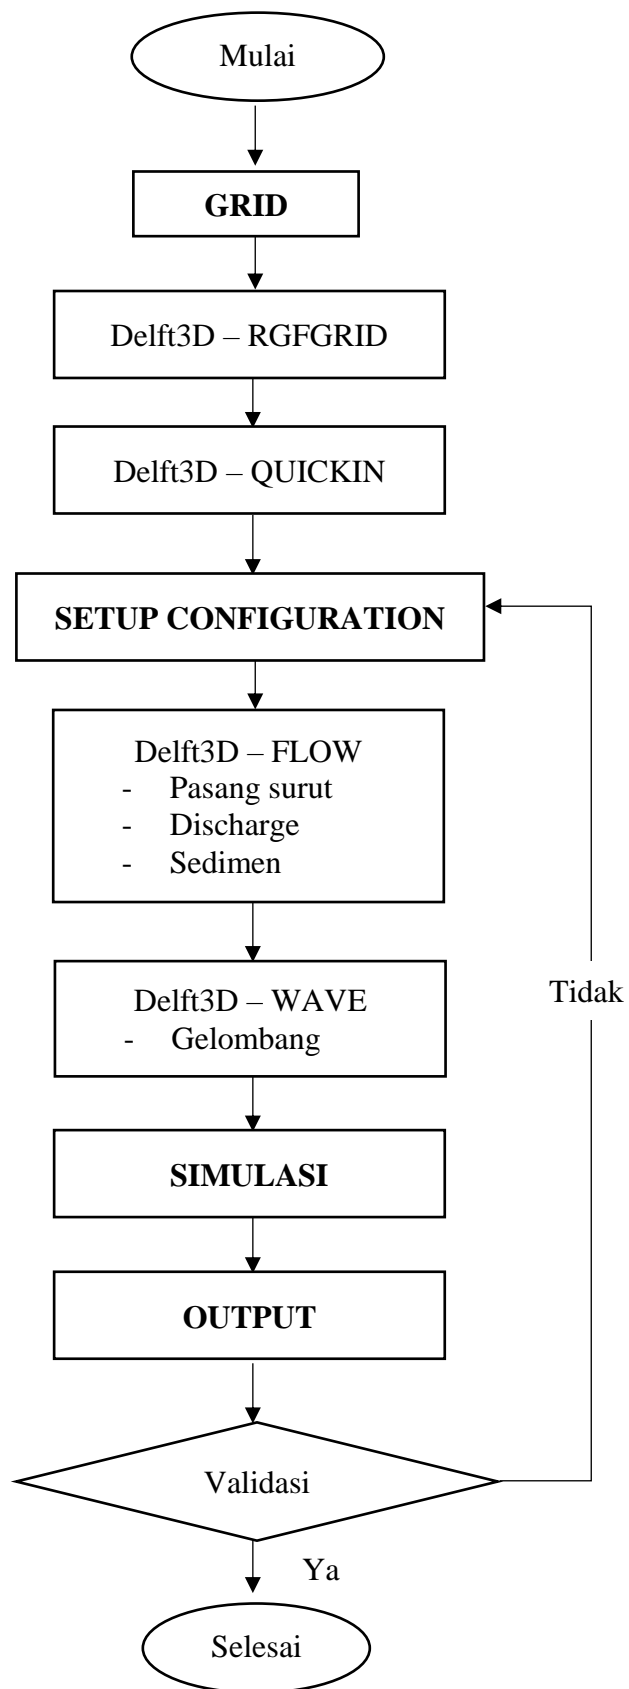 Mulai
GRID
Delft3D – RGFGRID
Delft3D – QUICKIN
SETUP CONFIGURATION
Delft3D – FLOW
- Pasang surut
- Discharge
- Sedimen
Delft3D – WAVE
- Gelombang
Tidak
SIMULASI
OUTPUT
Validasi
Ya
Selesai